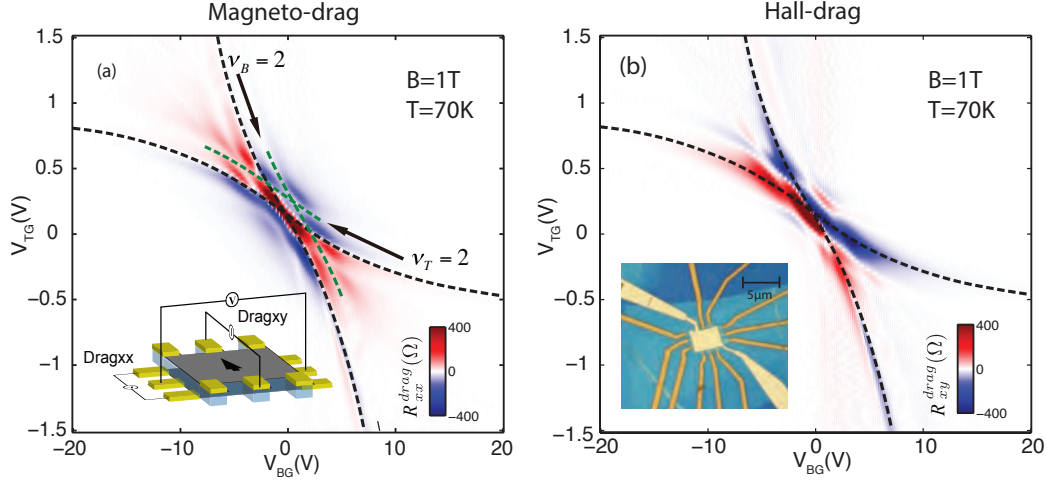 Magneto-drag
Hall-drag
(a)
ν_B = 2
B=1T
T=70K
ν_T = 2
1.5
1
0.5
0
−0.5
−1
−1.5
V_TG(V)
−20
−10
0
10
20
V_BG(V)
V
Dragxy
Dragxx
400
0
−400
R_xx^drag (Ω)
(b)
B=1T
T=70K
1.5
1
0.5
0
−0.5
−1
−1.5
V_TG(V)
−20
−10
0
10
20
V_BG(V)
5µm
400
0
−400
R_xy^drag (Ω)